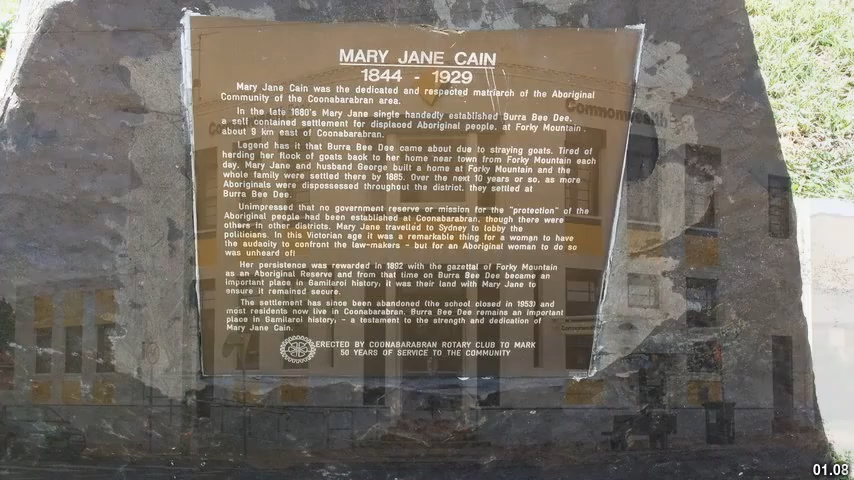 MARY JANE CAIN
1844 - 1929
Mary Jane Cain was the dedicated and respected matriarch of the Aboriginal
Community of the Coonabarabran area.
In the late 1880's Mary Jane single handedly established Burra Bee Dee,
a self contained settlement for displaced Aboriginal people, at Forky Mountain,
about 9 km east of Coonabarabran.
Legend has it that Burra Bee Dee came about due to straying goats. Tired of
herding her flock of goats back to her home near town from Forky Mountain each
day, Mary Jane and husband George built a home at Forky Mountain and the
whole family were settled there by 1885. Over the next 10 years or so, as more
Aboriginals were dispossessed throughout the district, they settled at
Burra Bee Dee.
Unimpressed that no government reserve or mission for the "protection" of the
Aboriginal people had been established at Coonabarabran, though there were
others in other districts, Mary Jane travelled to Sydney to lobby the
politicians. In this Victorian age it was a remarkable thing for a woman to have
the audacity to confront the law-makers - but for an Aboriginal woman to do so
was unheard of!
Her persistence was rewarded in 1892 with the gazettal of Forky Mountain
as an Aboriginal Reserve and from that time on Burra Bee Dee became an
important place in Gamilaroi history; it was their land with Mary Jane to
ensure it remained secure.
The settlement has since been abandoned (the school closed in 1953) and
most residents now live in Coonabarabran. Burra Bee Dee remains an important
place in Gamilaroi history, - a testament to the strength and dedication of
Mary Jane Cain.
ERECTED BY COONABARABRAN ROTARY CLUB TO MARK
50 YEARS OF SERVICE TO THE COMMUNITY
Commonwealth
01.08